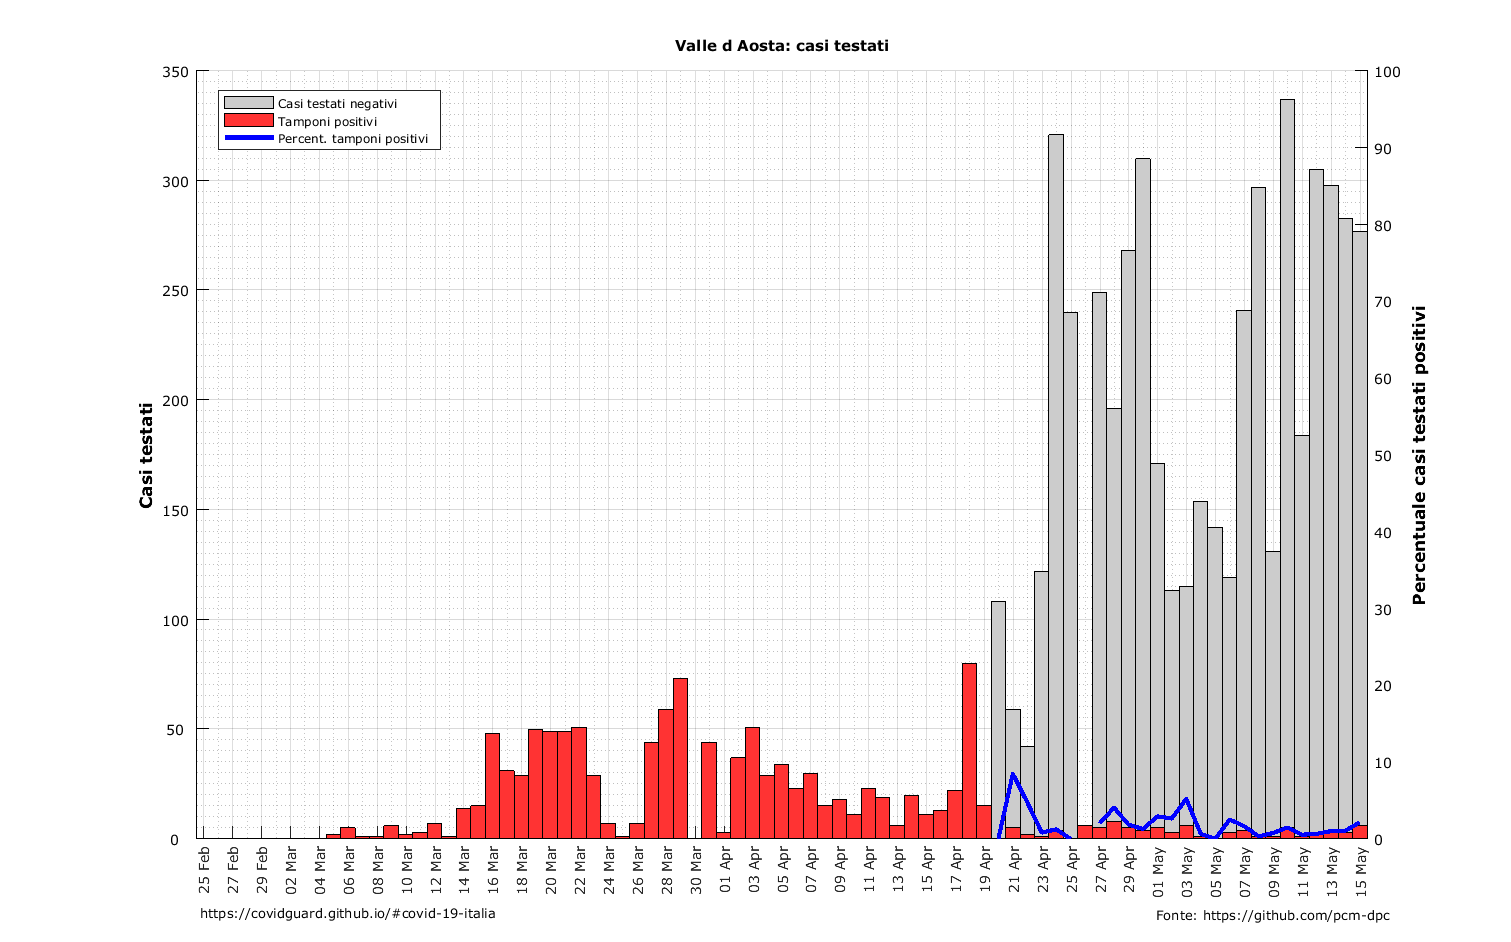 Valle d Aosta: casi testati
Casi testati negativi
Tamponi positivi
Percent. tamponi positivi
Casi testati
350
300
250
200
150
100
50
0
100
90
80
70
60
50
40
30
20
10
0
Percentuale casi testati positivi
25 Feb
27 Feb
29 Feb
02 Mar
04 Mar
06 Mar
08 Mar
10 Mar
12 Mar
14 Mar
16 Mar
18 Mar
20 Mar
22 Mar
24 Mar
26 Mar
28 Mar
30 Mar
01 Apr
03 Apr
05 Apr
07 Apr
09 Apr
11 Apr
13 Apr
15 Apr
17 Apr
19 Apr
21 Apr
23 Apr
25 Apr
27 Apr
29 Apr
01 May
03 May
05 May
07 May
09 May
11 May
13 May
15 May
https://covidguard.github.io/#covid-19-italia
Fonte: https://github.com/pcm-dpc